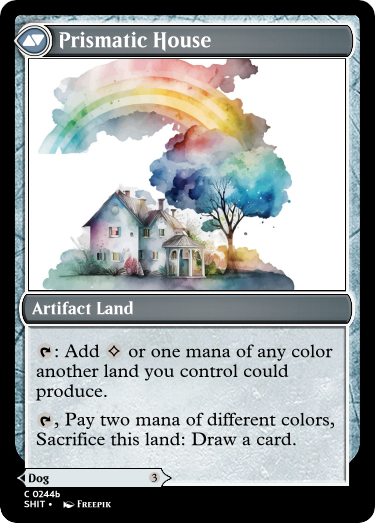 Prismatic House
Artifact Land
: Add or one mana of any color
another land you control could
produce.
, Pay two mana of different colors,
Sacrifice this land: Draw a card.
Dog 3
C 0244b
SHIT • Freepik